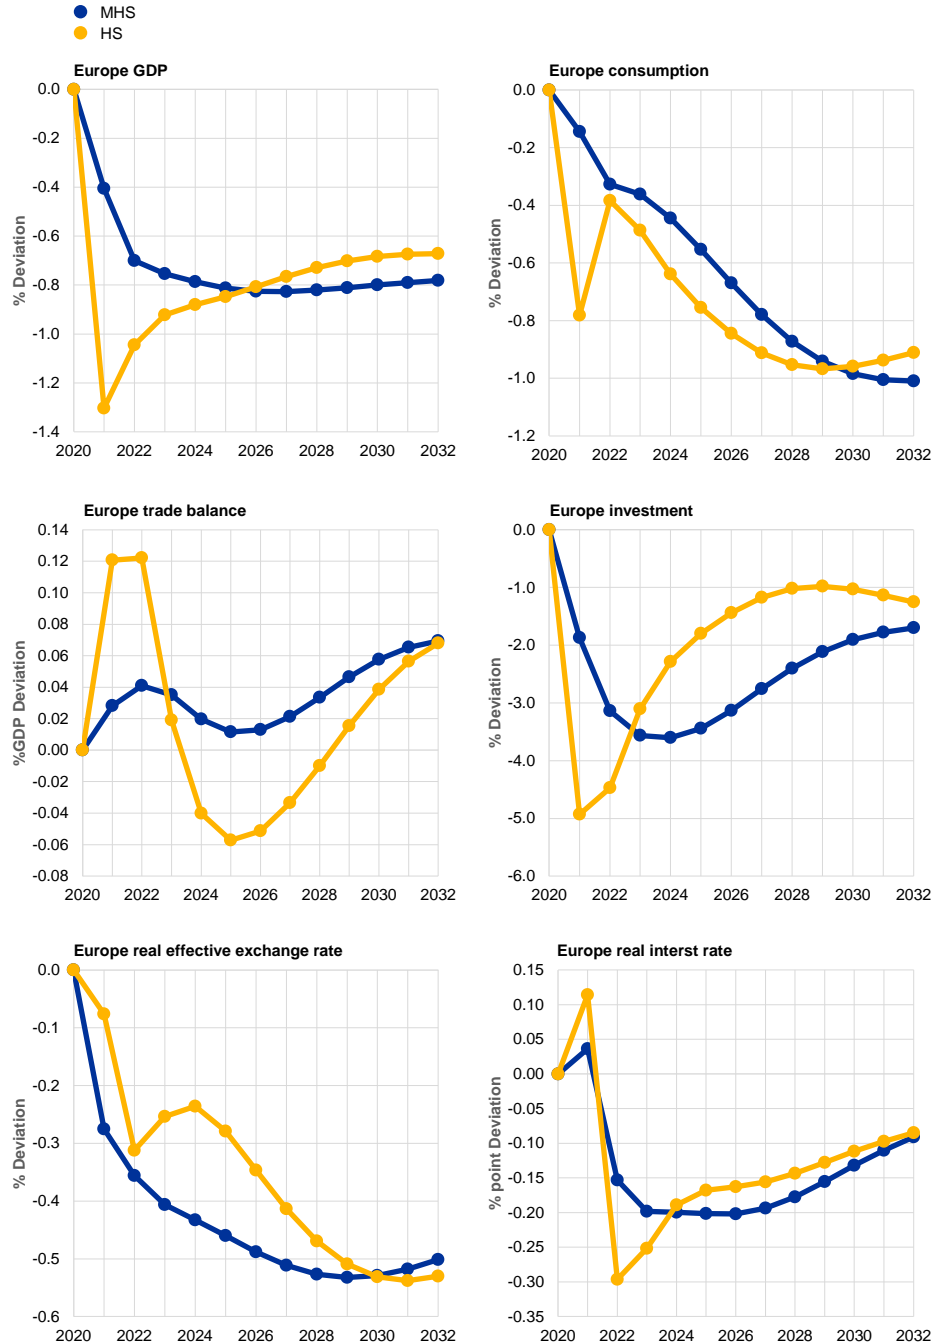 MHS
HS
Europe GDP
% Deviation
0.0
-0.2
-0.4
-0.6
-0.8
-1.0
-1.2
-1.4
2020 2022 2024 2026 2028 2030 2032
Europe consumption
% Deviation
0.0
-0.2
-0.4
-0.6
-0.8
-1.0
-1.2
2020 2022 2024 2026 2028 2030 2032
Europe trade balance
%GDP Deviation
0.14
0.12
0.10
0.08
0.06
0.04
0.02
0.00
-0.02
-0.04
-0.06
-0.08
2020 2022 2024 2026 2028 2030 2032
Europe investment
% Deviation
0.0
-1.0
-2.0
-3.0
-4.0
-5.0
-6.0
2020 2022 2024 2026 2028 2030 2032
Europe real effective exchange rate
% Deviation
0.0
-0.1
-0.2
-0.3
-0.4
-0.5
-0.6
2020 2022 2024 2026 2028 2030 2032
Europe real interst rate
% point Deviation
0.15
0.10
0.05
0.00
-0.05
-0.10
-0.15
-0.20
-0.25
-0.30
-0.35
2020 2022 2024 2026 2028 2030 2032